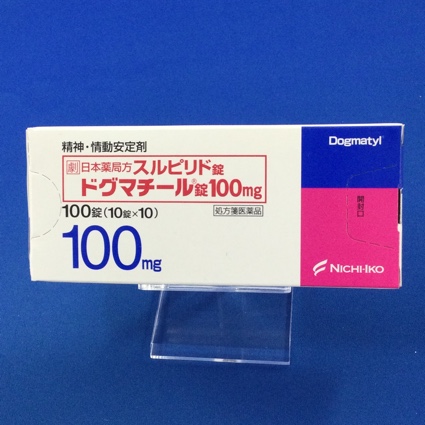 精神・情動安定剤
劇 日本薬局方 スルピリド錠
ドグマチール®錠100mg
100錠(10錠×10)
処方箋医薬品
100mg
Dogmatyl®
開封口
NICHI-IKO